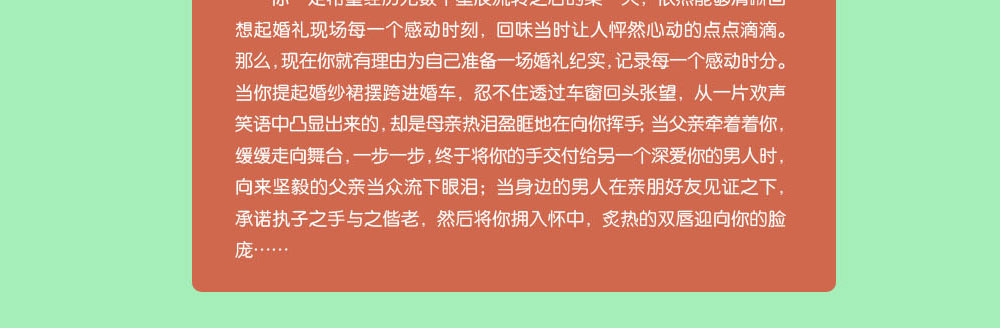 想起婚礼现场每一个感动时刻，回味当时让人怦然心动的点点滴滴。
那么，现在你就有理由为自己准备一场婚礼纪实，记录每一个感动时分。
当你提起婚纱裙摆跨进婚车，忍不住透过车窗回头张望，从一片欢声
笑语中凸显出来的，却是母亲热泪盈眶地在向你挥手；当父亲牵着着你，
缓缓走向舞台，一步一步，终于将你的手交付给另一个深爱你的男人时，
向来坚毅的父亲当众流下眼泪；当身边的男人在亲朋好友见证之下，
承诺执子之手与之偕老，然后将你拥入怀中，炙热的双唇迎向你的脸
庞……